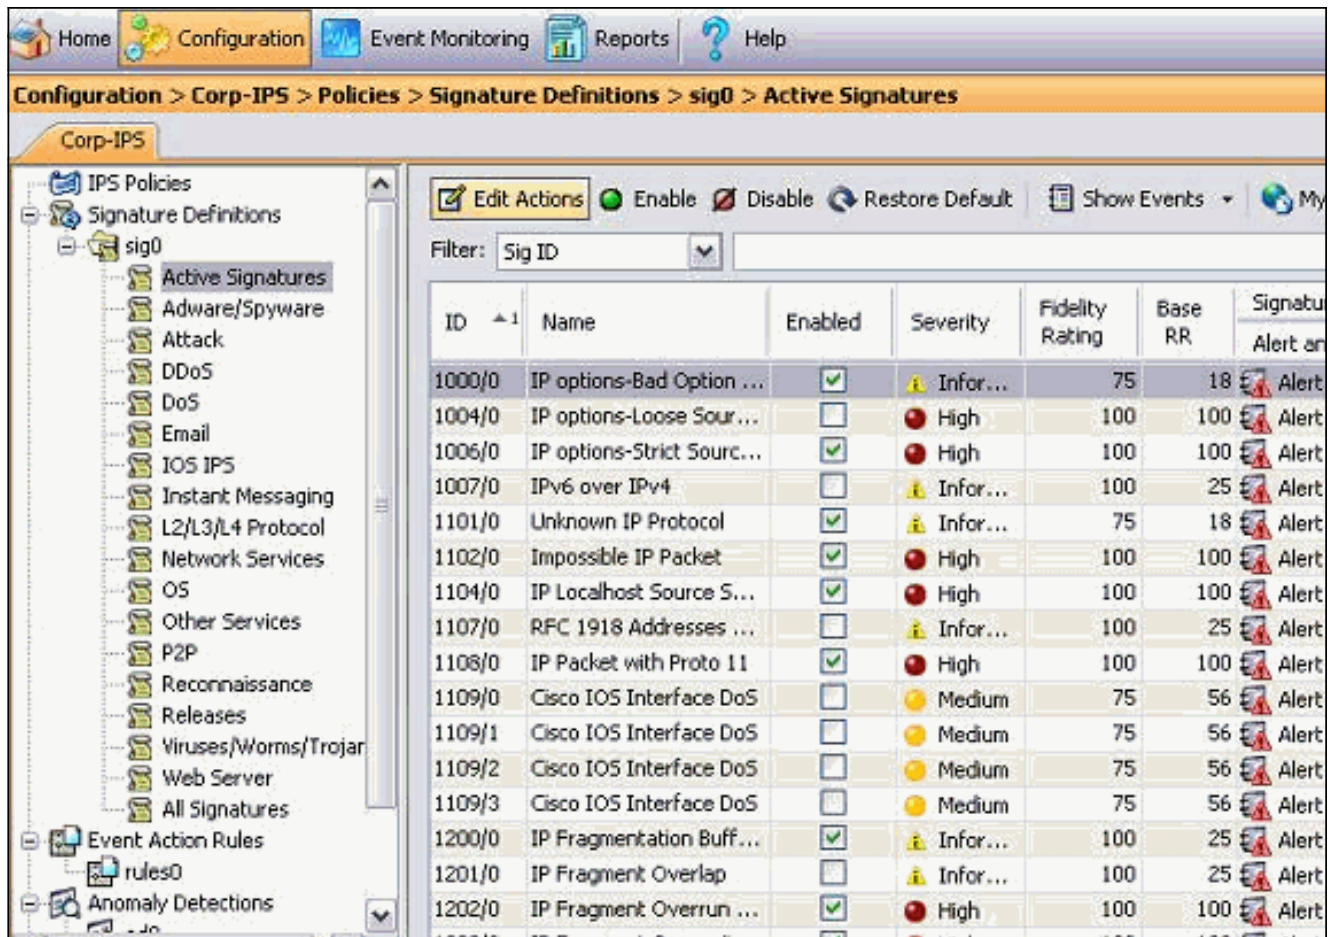 Home Configuration Event Monitoring Reports Help
Configuration > Corp-IPS > Policies > Signature Definitions > sig0 > Active Signatures
Corp-IPS
IPS Policies
Signature Definitions
sig0
Active Signatures
Adware/Spyware
Attack
DDoS
DoS
Email
IOS IPS
Instant Messaging
L2/L3/L4 Protocol
Network Services
OS
Other Services
P2P
Reconnaissance
Releases
Viruses/Worms/Trojar
Web Server
All Signatures
Event Action Rules
rules0
Anomaly Detections
Edit Actions Enable Disable Restore Default Show Events My
Filter: Sig ID
ID 1 Name Enabled Severity Fidelity Rating Base RR Signatur
Alert an
1000/0 IP options-Bad Option ... Infor... 75 18 Alert
1004/0 IP options-Loose Sour... High 100 100 Alert
1006/0 IP options-Strict Sourc... High 100 100 Alert
1007/0 IPv6 over IPv4 Infor... 100 25 Alert
1101/0 Unknown IP Protocol Infor... 75 18 Alert
1102/0 Impossible IP Packet High 100 100 Alert
1104/0 IP Localhost Source S... High 100 100 Alert
1107/0 RFC 1918 Addresses ... Infor... 100 25 Alert
1108/0 IP Packet with Proto 11 High 100 100 Alert
1109/0 Cisco IOS Interface DoS Medium 75 56 Alert
1109/1 Cisco IOS Interface DoS Medium 75 56 Alert
1109/2 Cisco IOS Interface DoS Medium 75 56 Alert
1109/3 Cisco IOS Interface DoS Medium 75 56 Alert
1200/0 IP Fragmentation Buff... Infor... 100 25 Alert
1201/0 IP Fragment Overlap Infor... 100 25 Alert
1202/0 IP Fragment Overrun ... High 100 100 Alert